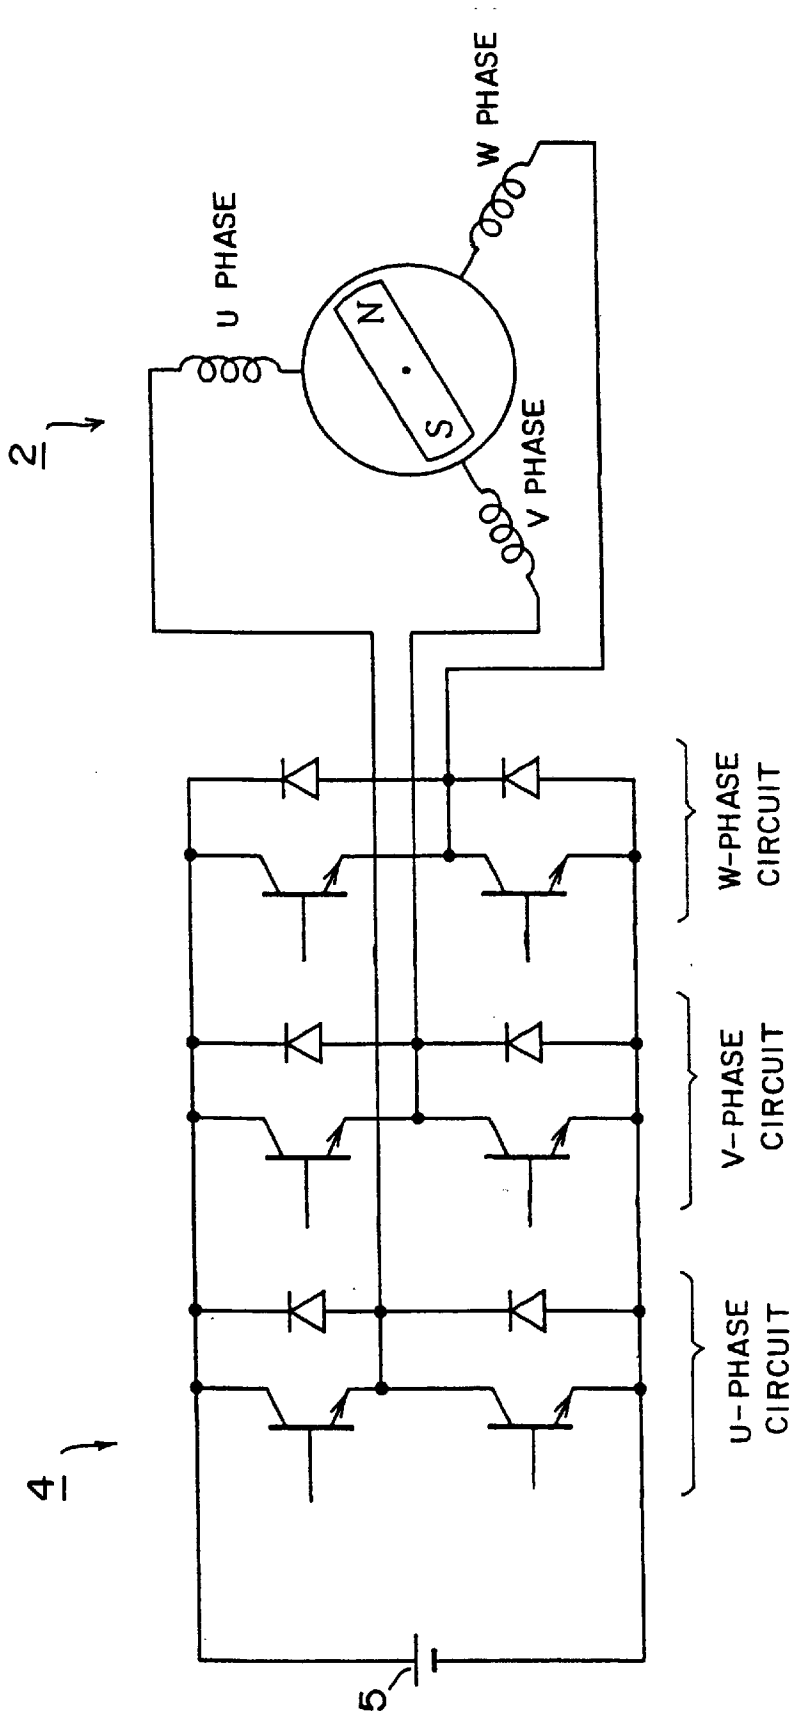 4
2
5
U PHASE
W PHASE
V PHASE
N
S
U-PHASE
CIRCUIT
V-PHASE
CIRCUIT
W-PHASE
CIRCUIT